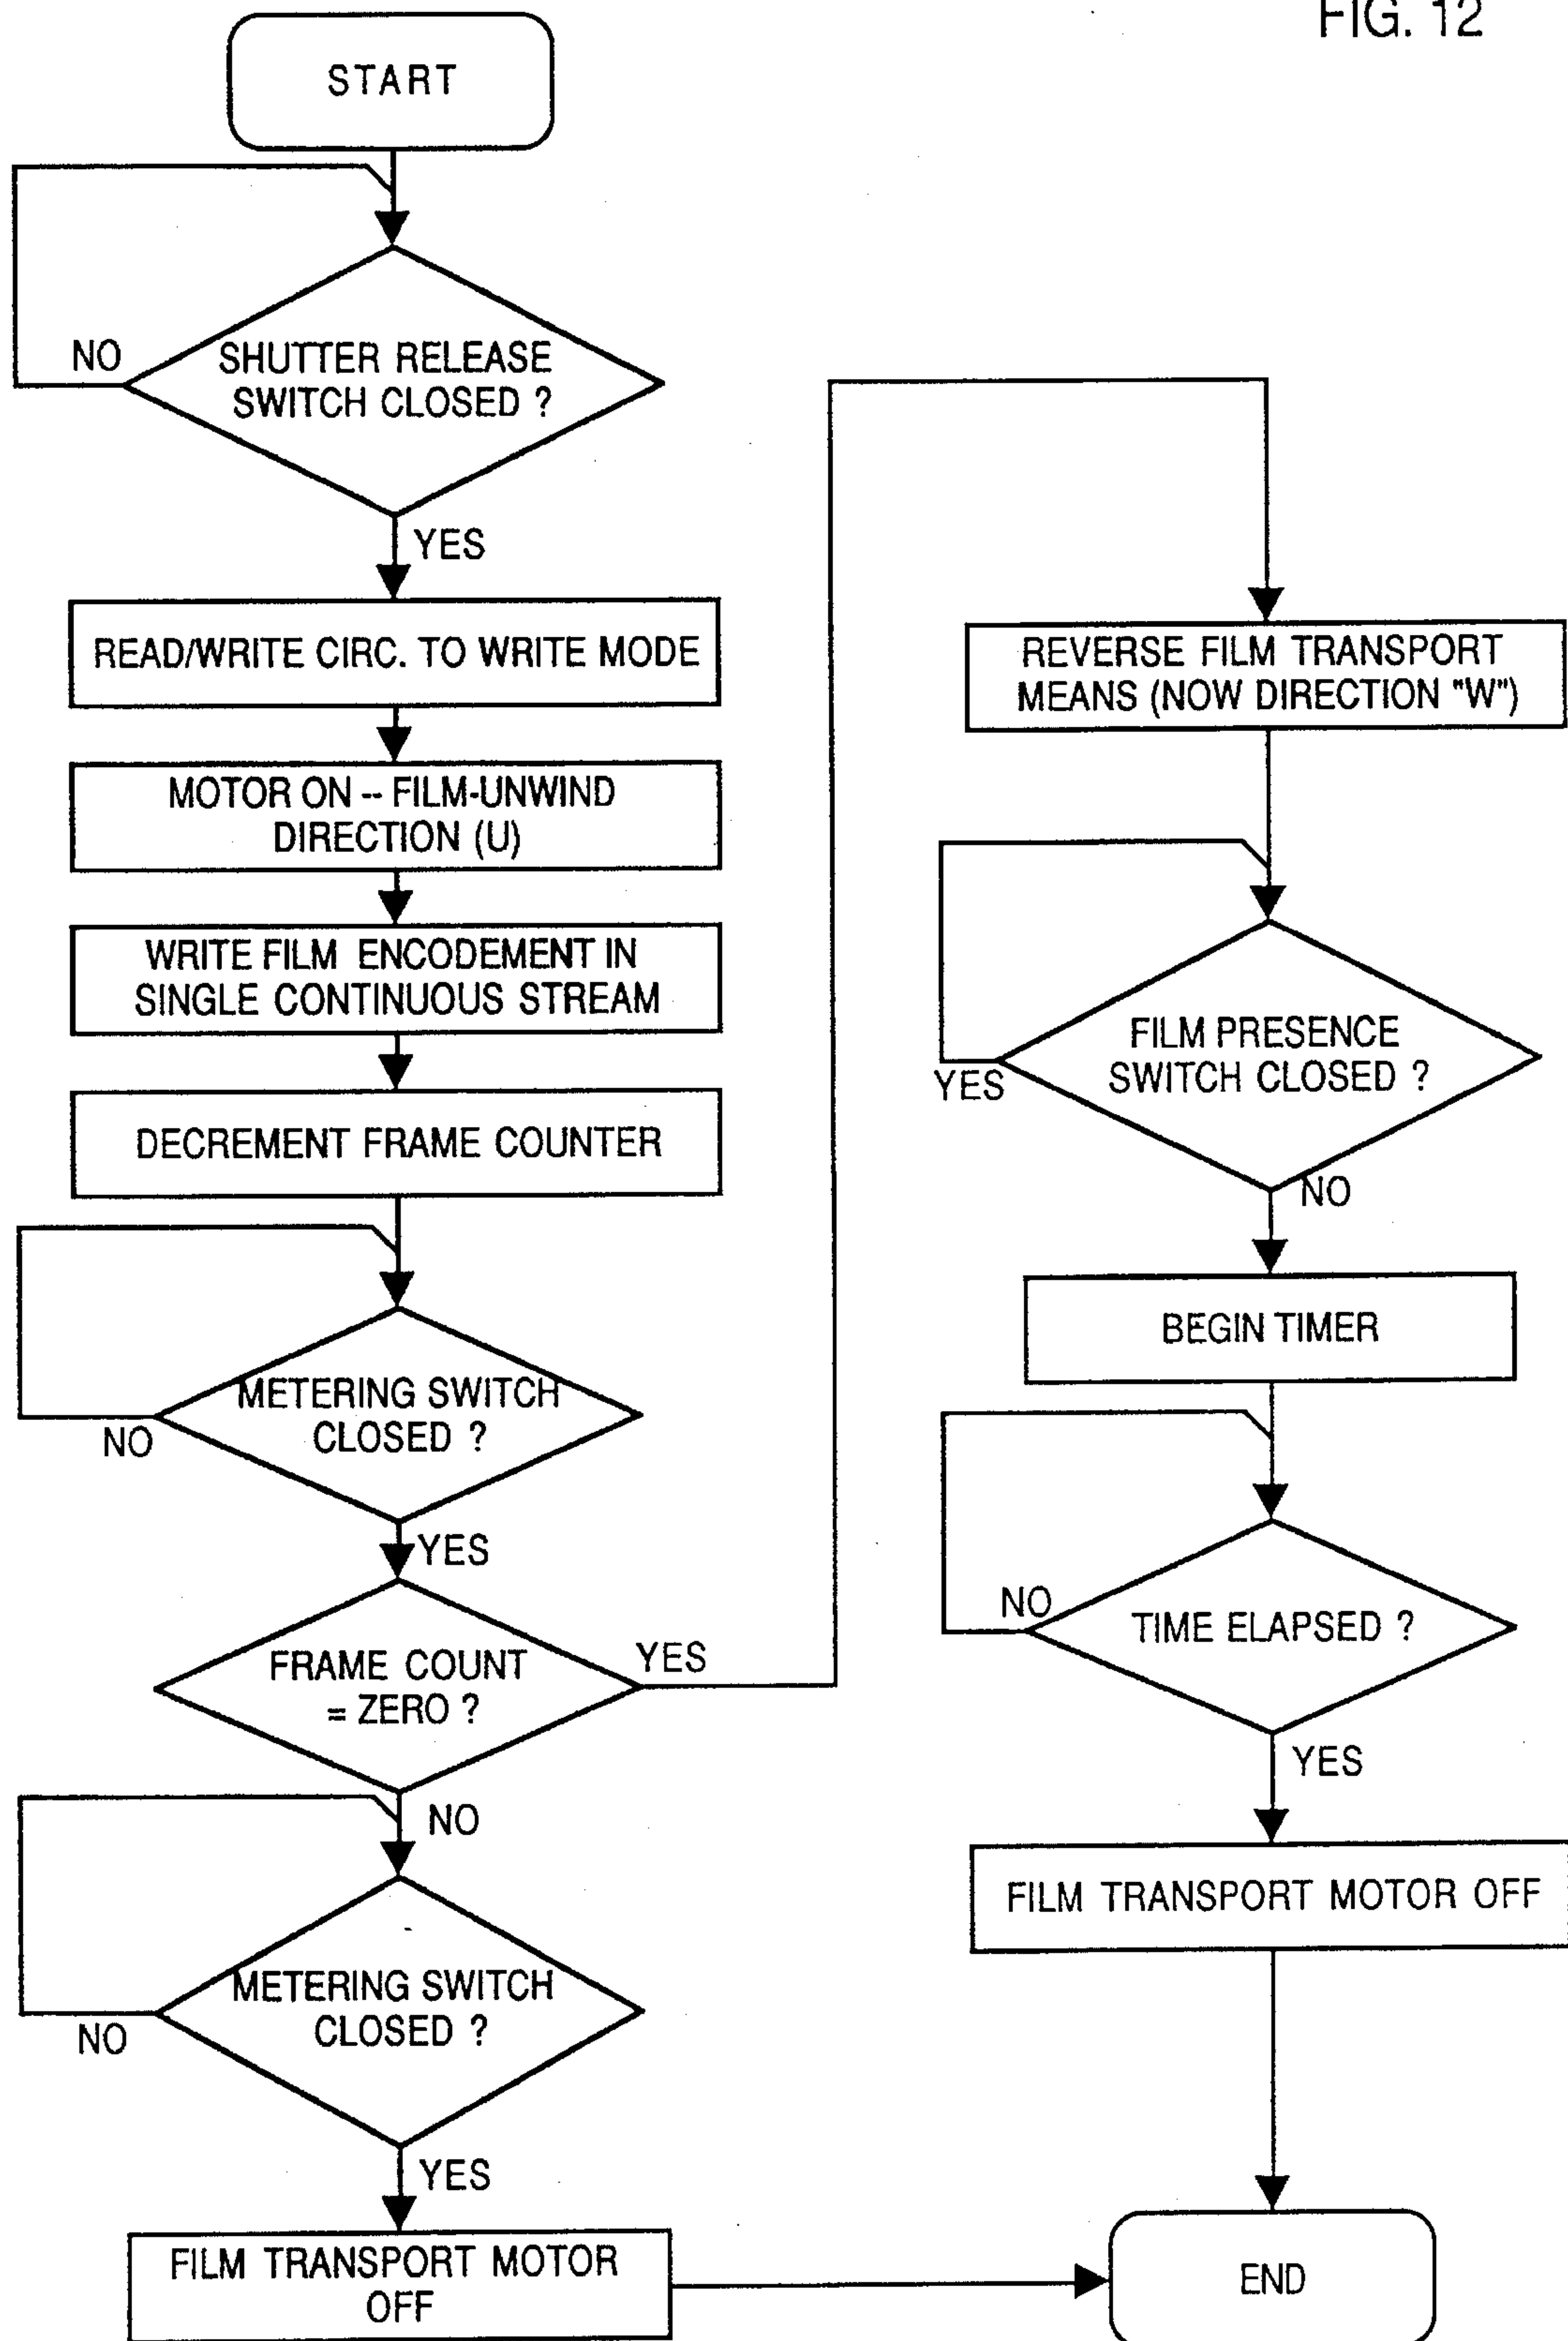 FIG. 12
START
NO
SHUTTER RELEASE
SWITCH CLOSED ?
YES
READ/WRITE CIRC. TO WRITE MODE
MOTOR ON -- FILM-UNWIND
DIRECTION (U)
WRITE FILM ENCODEMENT IN
SINGLE CONTINUOUS STREAM
DECREMENT FRAME COUNTER
METERING SWITCH
CLOSED ?
NO
YES
FRAME COUNT
= ZERO ?
YES
NO
METERING SWITCH
CLOSED ?
NO
YES
FILM TRANSPORT MOTOR
OFF
REVERSE FILM TRANSPORT
MEANS (NOW DIRECTION "W")
FILM PRESENCE
SWITCH CLOSED ?
YES
NO
BEGIN TIMER
NO
TIME ELAPSED ?
YES
FILM TRANSPORT MOTOR OFF
END